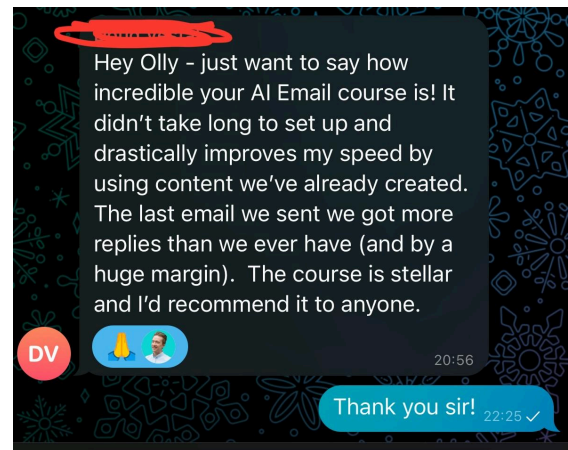 Hey Olly - just want to say how
incredible your AI Email course is! It
didn't take long to set up and
drastically improves my speed by
using content we've already created.
The last email we sent we got more
replies than we ever have (and by a
huge margin).  The course is stellar
and I'd recommend it to anyone.
DV
20:56
Thank you sir! 22:25